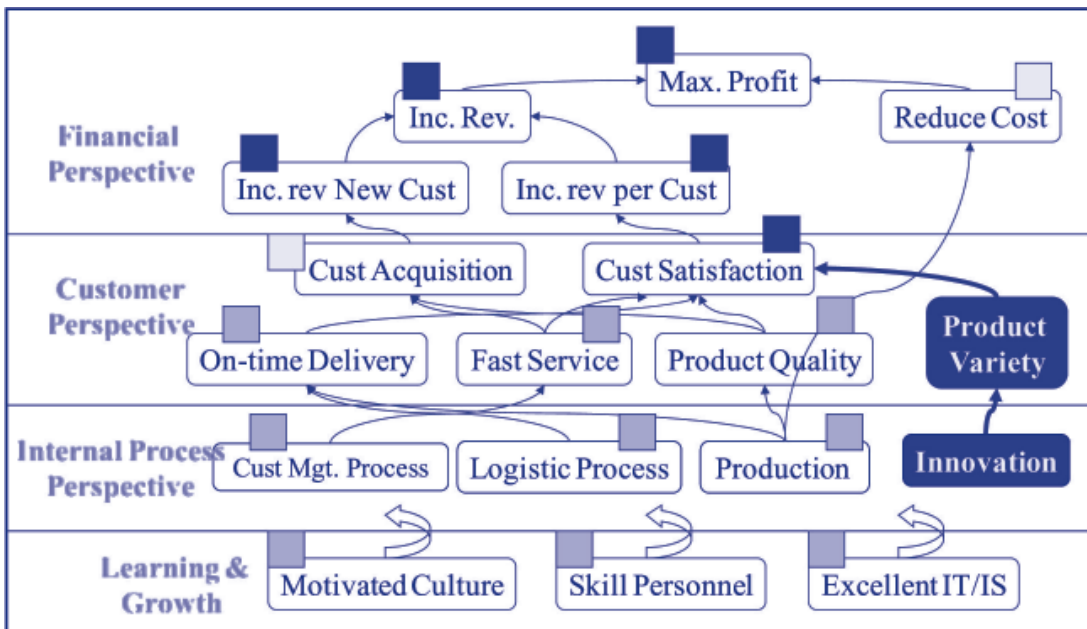 Max. Profit
Inc. Rev.
Reduce Cost
Financial
Perspective
Inc. rev New Cust
Inc. rev per Cust
Cust Acquisition
Cust Satisfaction
Customer
Perspective
Product
Variety
On-time Delivery
Fast Service
Product Quality
Internal Process
Perspective
Cust Mgt. Process
Logistic Process
Production
Innovation
Learning &
Growth
Motivated Culture
Skill Personnel
Excellent IT/IS